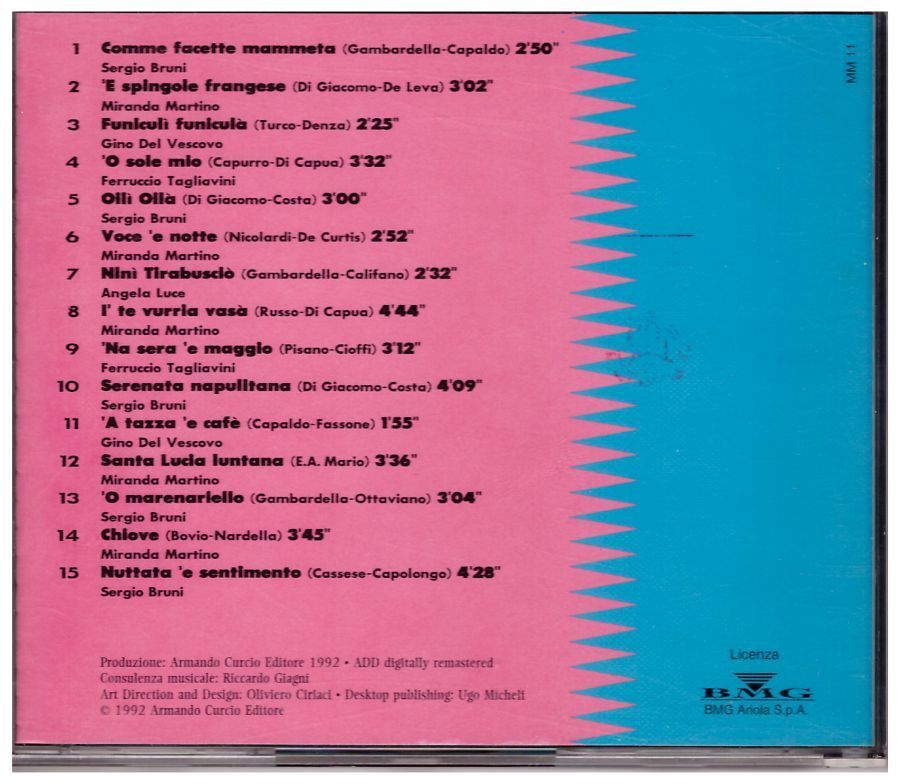 1 Comme facette mammeta (Gambardella-Capaldo) 2'50"
Sergio Bruni
2 'E spingole frangese (Di Giacomo-De Leva) 3'02"
Miranda Martino
3 Funiculì funiculà (Turco-Denza) 2'25"
Gino Del Vescovo
4 'O sole mio (Capurro-Di Capua) 3'32"
Ferruccio Tagliavini
5 Ollì Ollà (Di Giacomo-Costa) 3'00"
Sergio Bruni
6 Voce 'e notte (Nicolardi-De Curtis) 2'52"
Miranda Martino
7 Ninì Tirabusciò (Gambardella-Califano) 2'32"
Angela Luce
8 I' te vurria vasà (Russo-Di Capua) 4'44"
Miranda Martino
9 'Na sera 'e maggio (Pisano-Cioffi) 3'12"
Ferruccio Tagliavini
10 Serenata napulitana (Di Giacomo-Costa) 4'09"
Sergio Bruni
11 'A tazza 'e cafè (Capaldo-Fassone) 1'55"
Gino Del Vescovo
12 Santa Lucia luntana (E.A. Mario) 3'36"
Miranda Martino
13 'O marenariello (Gambardella-Ottaviano) 3'04"
Sergio Bruni
14 Chiove (Bovio-Nardella) 3'45"
Miranda Martino
15 Nuttata 'e sentimento (Cassese-Capolongo) 4'28"
Sergio Bruni
Produzione: Armando Curcio Editore 1992 • ADD digitally remastered
Consulenza musicale: Riccardo Giagni
Art Direction and Design: Oliviero Ciriaci • Desktop publishing: Ugo Micheli
© 1992 Armando Curcio Editore
MM 11
Licenza
BMG
BMG Ariola S.p.A.